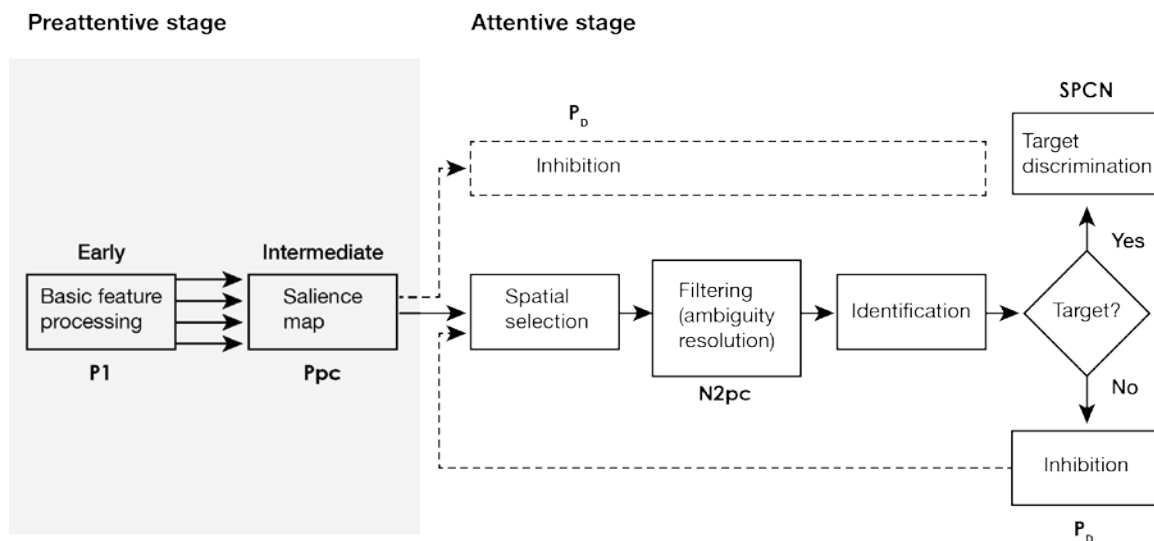 Preattentive stage
Attentive stage
SPCN
P_D
Target
discrimination
Inhibition
Early
Intermediate
Yes
Basic feature
processing
Salience
map
Spatial
selection
Filtering
(ambiguity
resolution)
Identification
Target?
P1
Ppc
N2pc
No
Inhibition
P_D